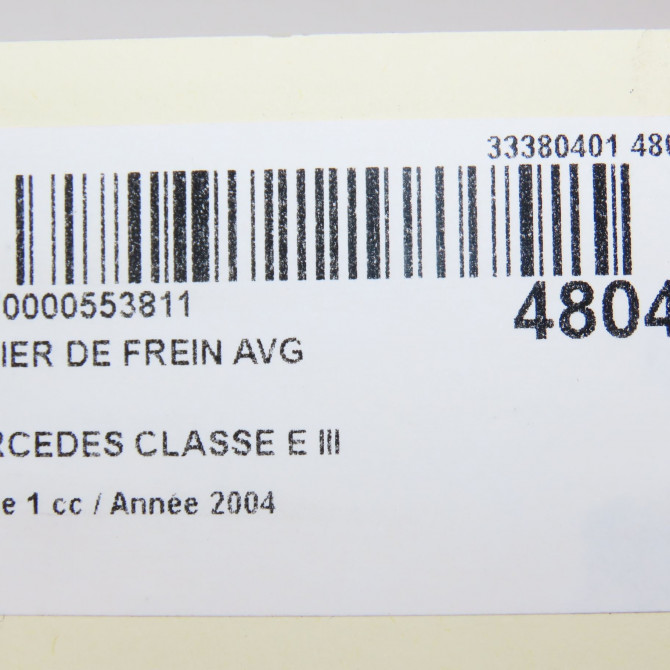 33380401 480
0000553811
4804
IER DE FREIN AVG
RCEDES CLASSE E III
e 1 cc / Année 2004